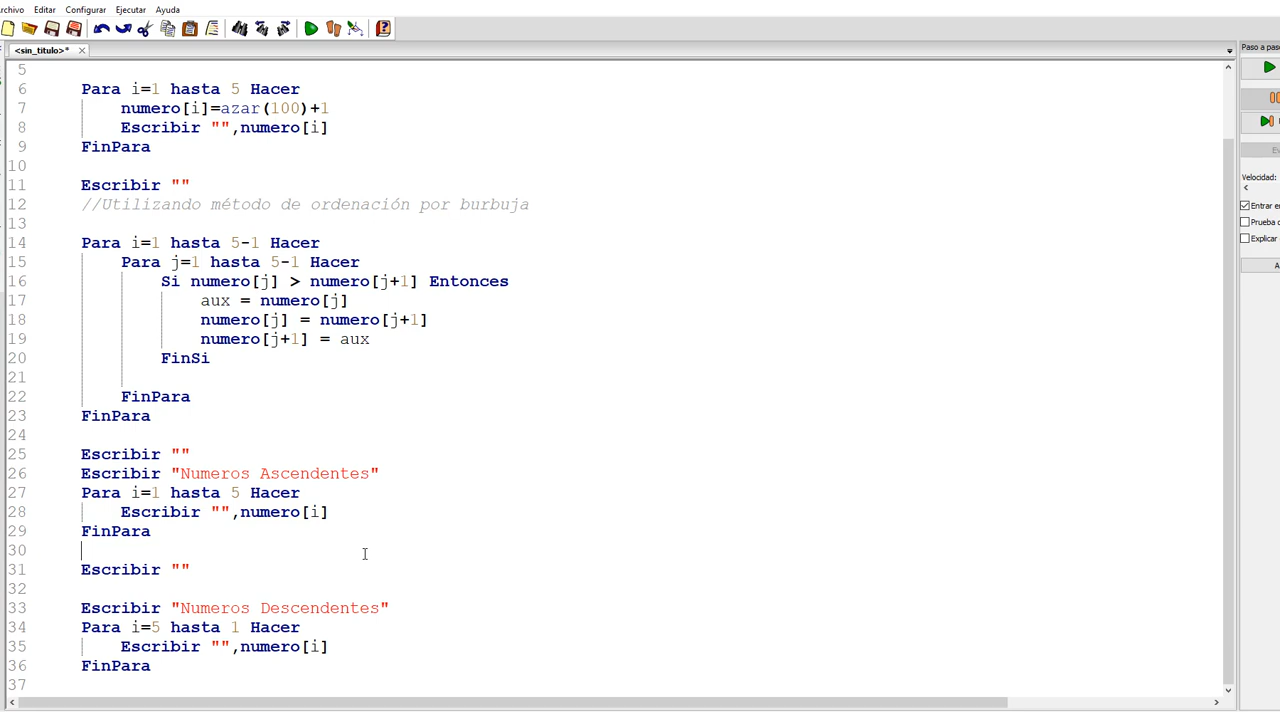 Archivo Editar Configurar Ejecutar Ayuda
<sin_titulo>*
5
6 Para i=1 hasta 5 Hacer
7 numero[i]=azar(100)+1
8 Escribir "",numero[i]
9 FinPara
10
11 Escribir ""
12 //Utilizando método de ordenación por burbuja
13
14 Para i=1 hasta 5-1 Hacer
15 Para j=1 hasta 5-1 Hacer
16 Si numero[j] > numero[j+1] Entonces
17 aux = numero[j]
18 numero[j] = numero[j+1]
19 numero[j+1] = aux
20 FinSi
21
22 FinPara
23 FinPara
24
25 Escribir ""
26 Escribir "Numeros Ascendentes"
27 Para i=1 hasta 5 Hacer
28 Escribir "",numero[i]
29 FinPara
30
31 Escribir ""
32
33 Escribir "Numeros Descendentes"
34 Para i=5 hasta 1 Hacer
35 Escribir "",numero[i]
36 FinPara
37
Paso a paso
Velocidad:
Entrar e
Prueba d
Explicar